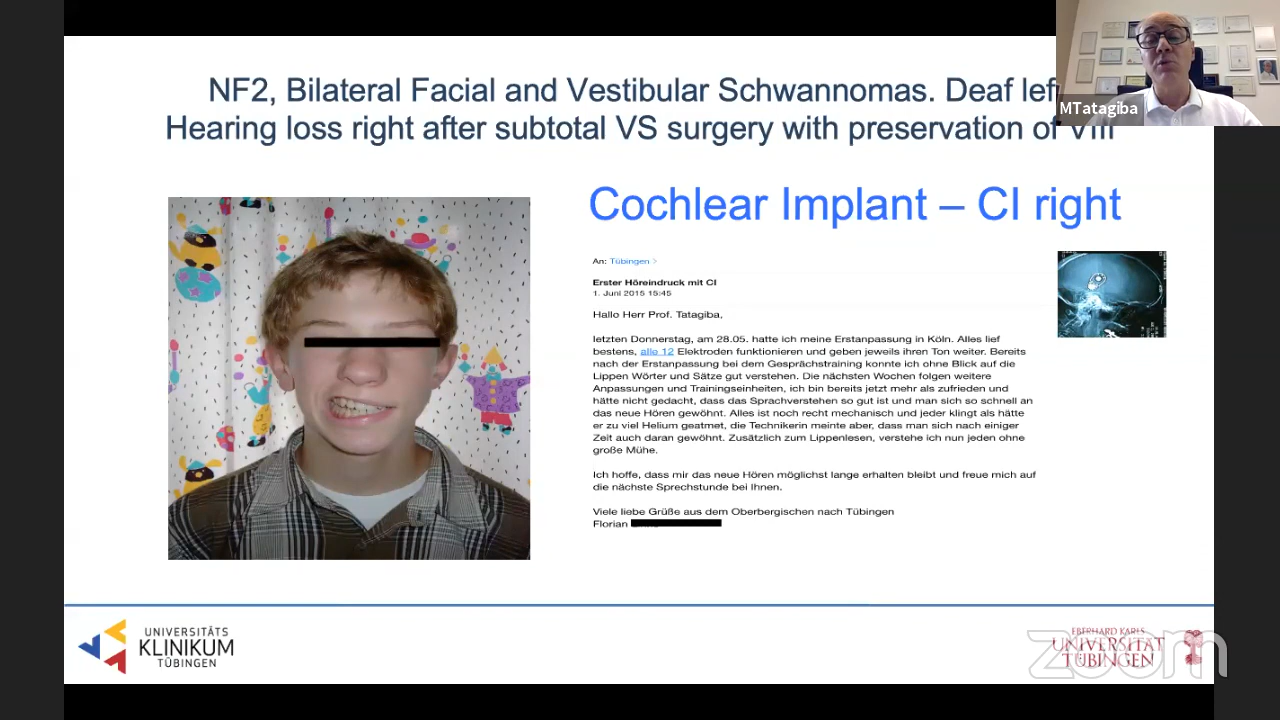 NF2, Bilateral Facial and Vestibular Schwannomas. Deaf lef
Hearing loss right after subtotal VS surgery with preservation of VIII
MTatagiba
Cochlear Implant – CI right
An: Tübingen >
Erster Höreindruck mit CI
1. Juni 2015 15:45
Hallo Herr Prof. Tatagiba,
letzten Donnerstag, am 28.05. hatte ich meine Erstanpassung in Köln. Alles lief
bestens, alle 12 Elektroden funktionieren und geben jeweils ihren Ton weiter. Bereits
nach der Erstanpassung bei dem Gesprächstraining konnte ich ohne Blick auf die
Lippen Wörter und Sätze gut verstehen. Die nächsten Wochen folgen weitere
Anpassungen und Trainingseinheiten, ich bin bereits jetzt mehr als zufrieden und
hätte nicht gedacht, dass das Sprachverstehen so gut ist und man sich so schnell an
das neue Hören gewöhnt. Alles ist noch recht mechanisch und jeder klingt als hätte
er zu viel Helium geatmet, die Technikerin meinte aber, dass man sich nach einiger
Zeit auch daran gewöhnt. Zusätzlich zum Lippenlesen, verstehe ich nun jeden ohne
große Mühe.
Ich hoffe, dass mir das neue Hören möglichst lange erhalten bleibt und freue mich auf
die nächste Sprechstunde bei Ihnen.
Viele liebe Grüße aus dem Oberbergischen nach Tübingen
Florian
UNIVERSITÄTS
KLINIKUM
TÜBINGEN
EBERHARD KARLS
UNIVERSITÄT
TÜBINGEN
zoom